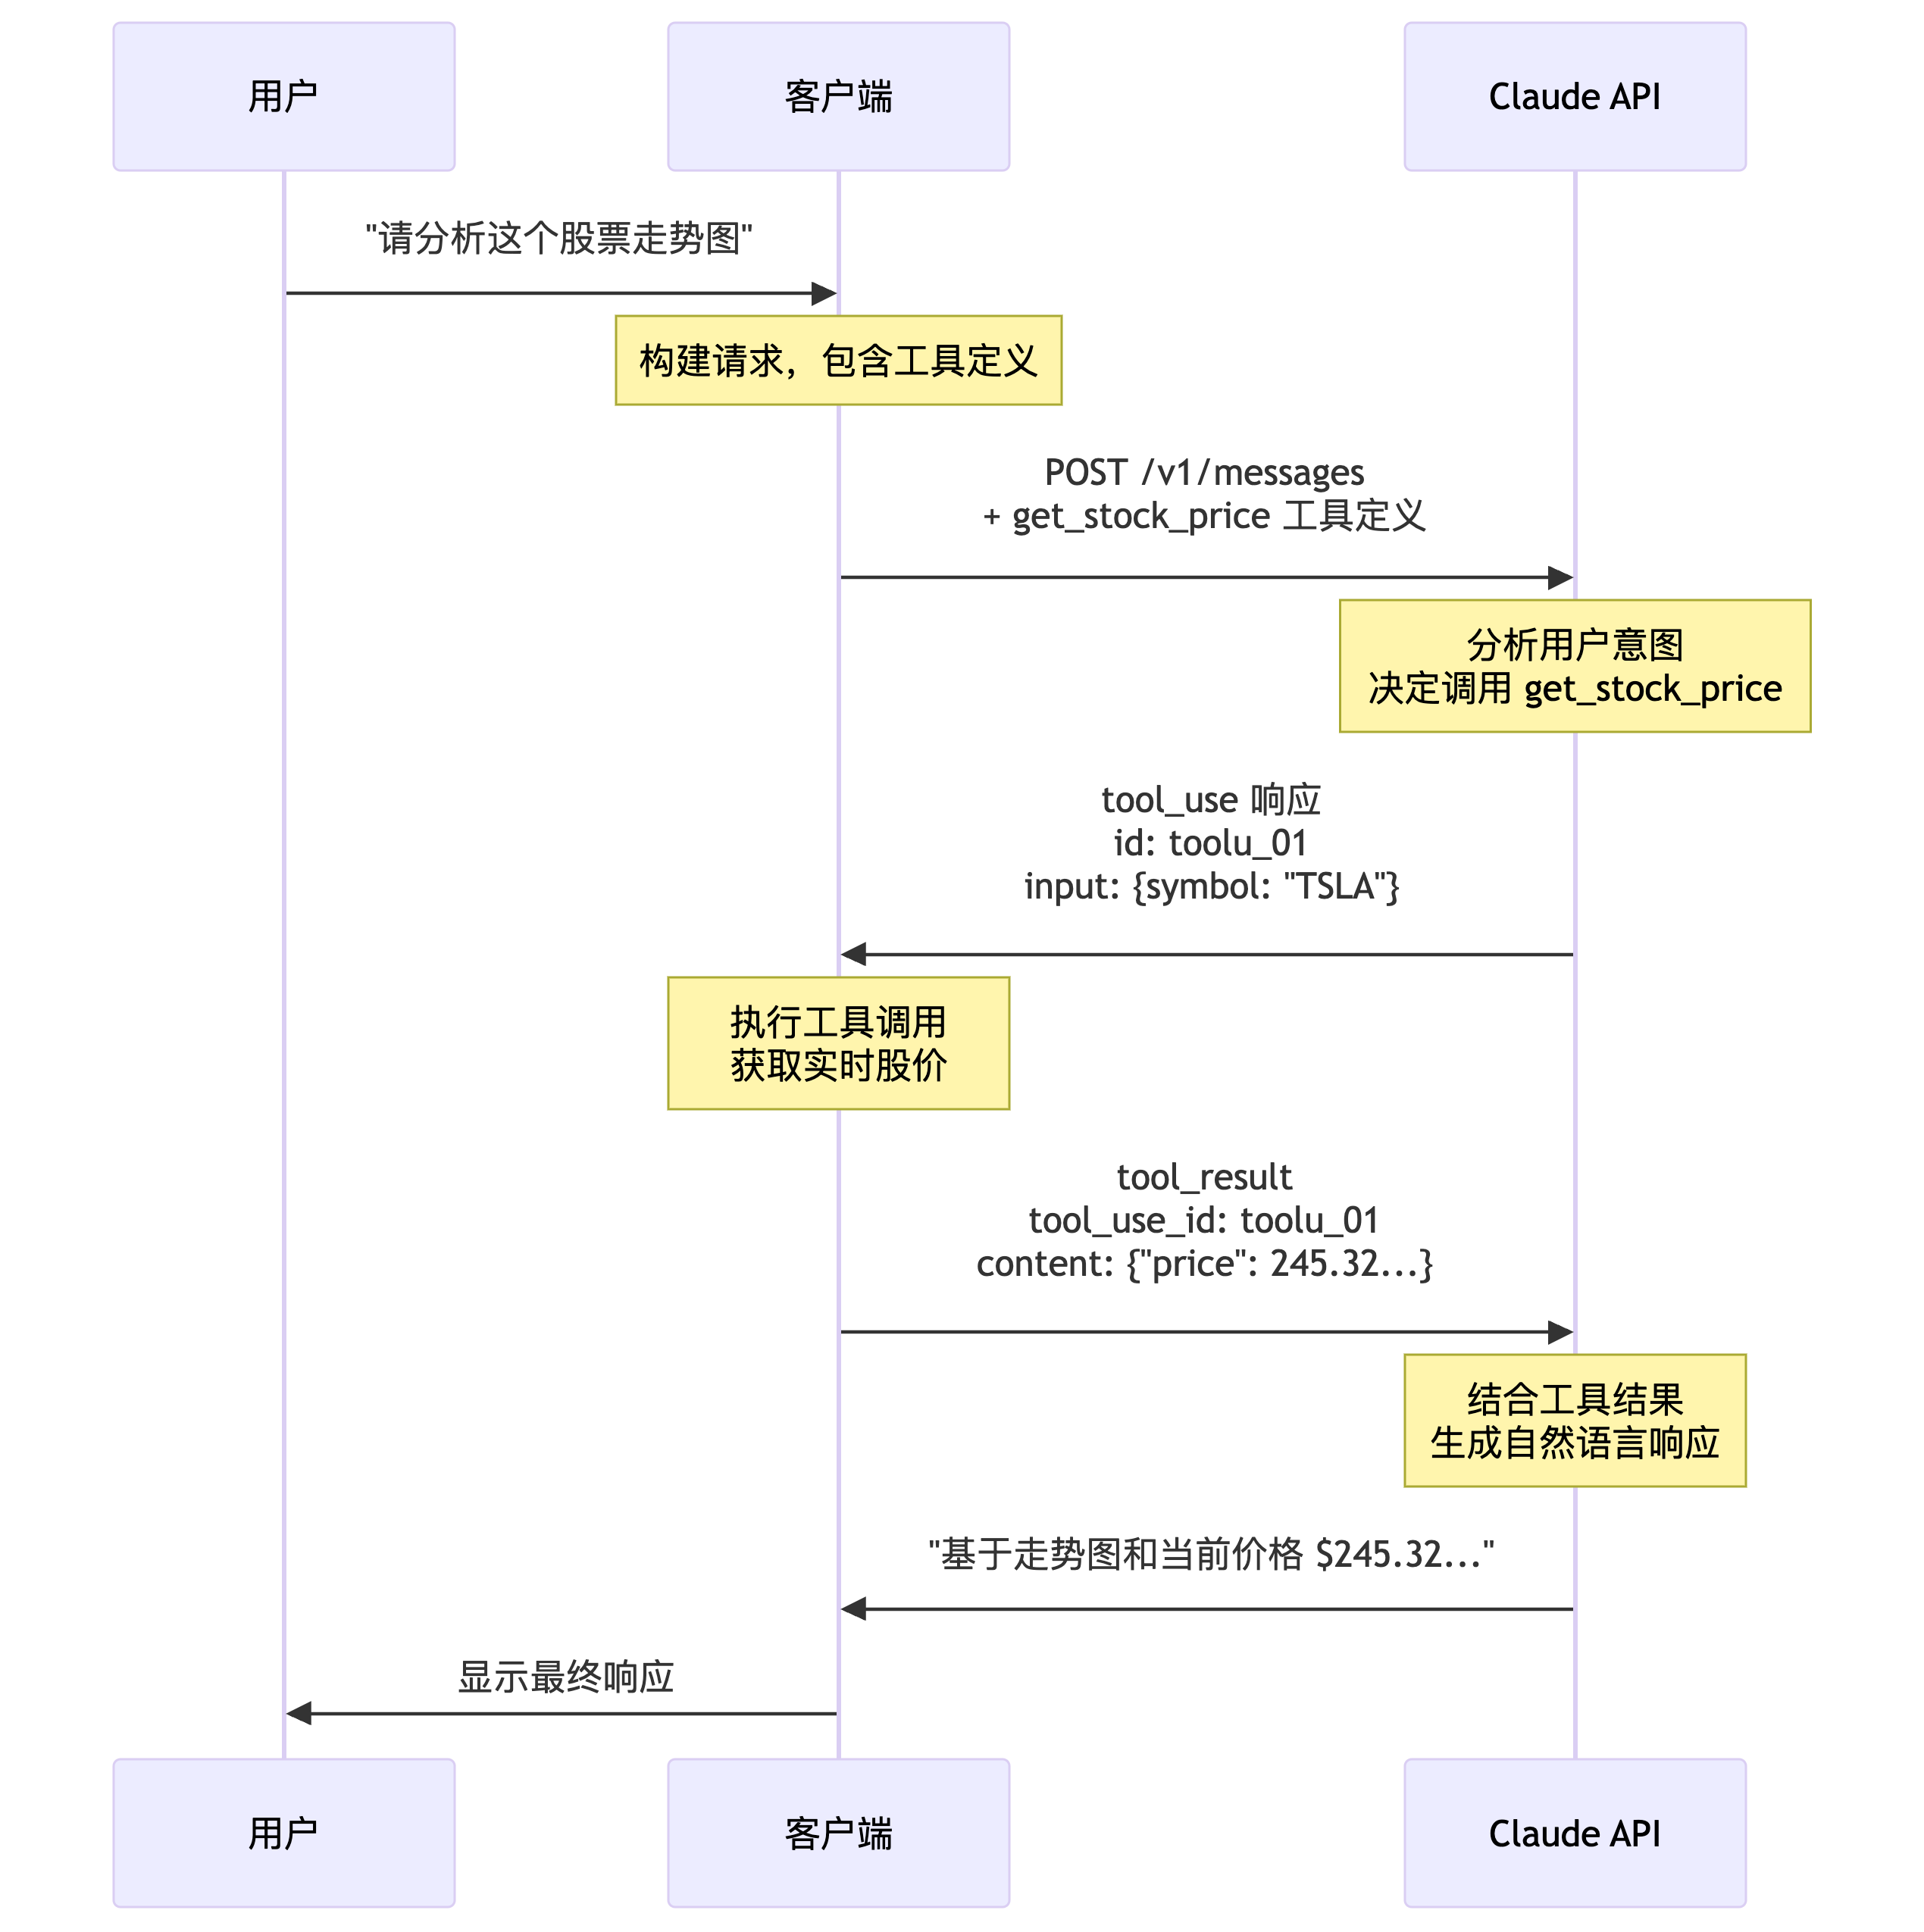 用户
客户端
Claude API
"请分析这个股票走势图"
构建请求，包含工具定义
POST /v1/messages
+ get_stock_price 工具定义
分析用户意图
决定调用 get_stock_price
tool_use 响应
id: toolu_01
input: {symbol: "TSLA"}
执行工具调用
获取实时股价
tool_result
tool_use_id: toolu_01
content: {"price": 245.32...}
结合工具结果
生成自然语言响应
"基于走势图和当前价格 $245.32..."
显示最终响应
用户
客户端
Claude API